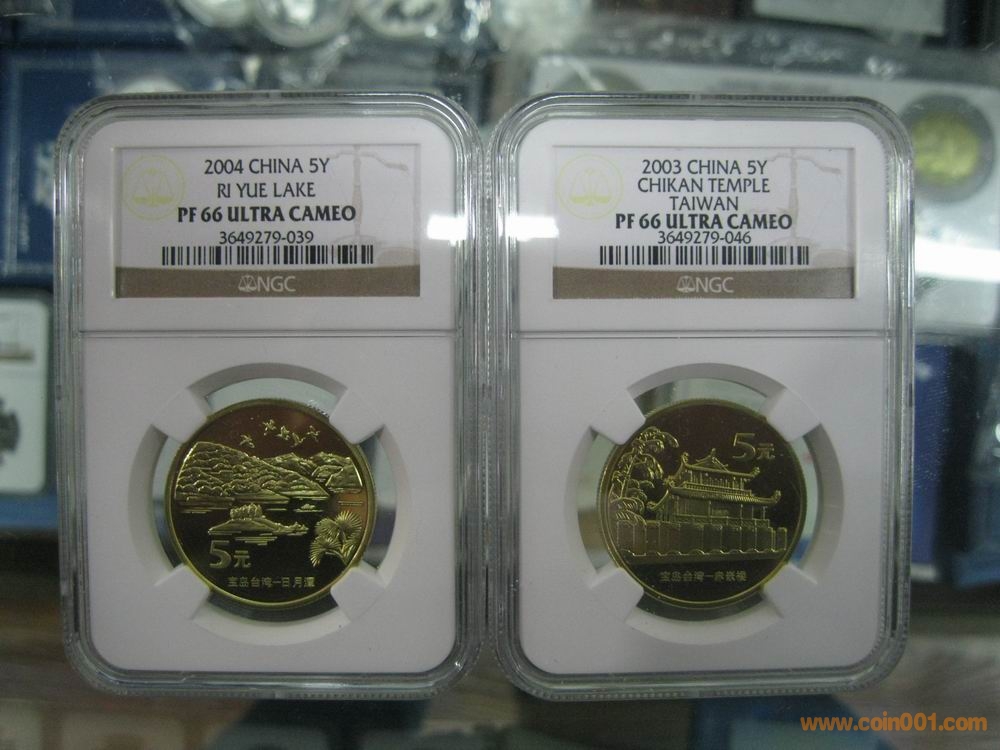 2004 CHINA 5Y
RI YUE LAKE
PF 66 ULTRA CAMEO
3649279-039
NGC
5元
宝岛台湾-日月潭
2003 CHINA 5Y
CHIKAN TEMPLE
TAIWAN
PF 66 ULTRA CAMEO
3649279-046
NGC
5元
宝岛台湾-赤嵌楼
www.coin001.com